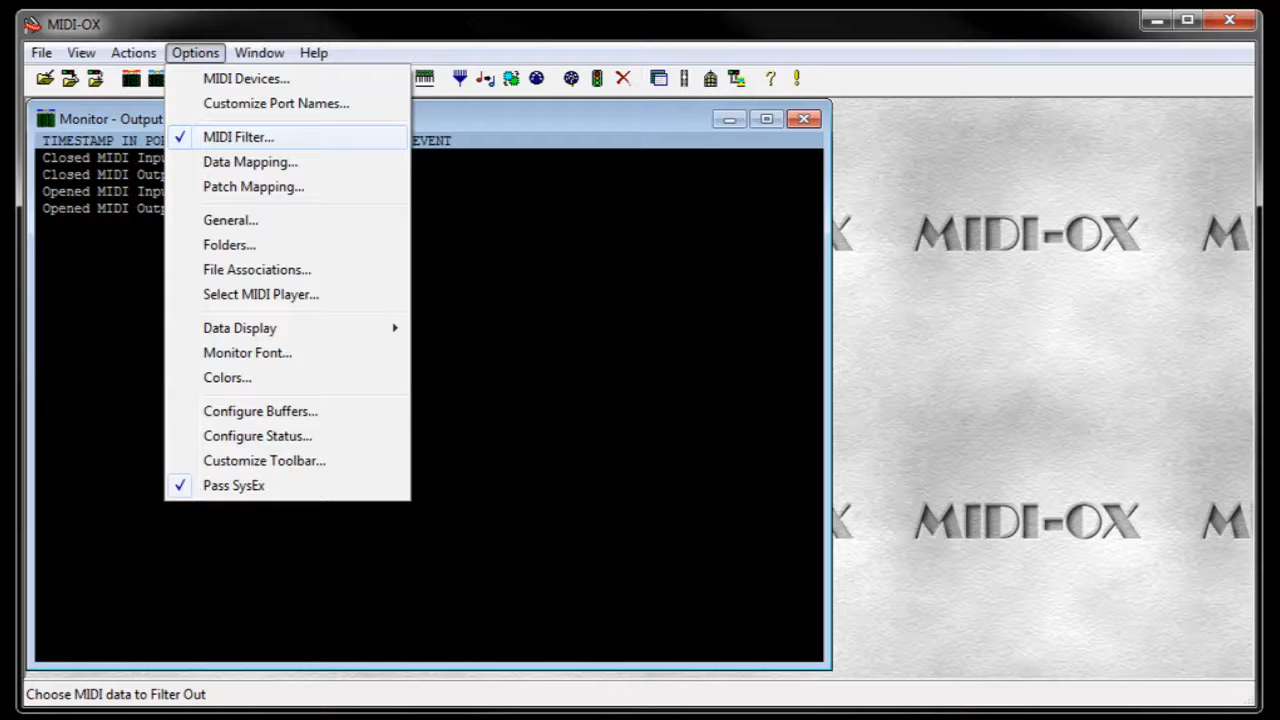 MIDI-OX
File View Actions Options Window Help
MIDI Devices...
Customize Port Names...
MIDI Filter...
Data Mapping...
Patch Mapping...
General...
Folders...
File Associations...
Select MIDI Player...
Data Display
Monitor Font...
Colors...
Configure Buffers...
Configure Status...
Customize Toolbar...
Pass SysEx
Monitor - Output
TIMESTAMP IN POR EVENT
Closed MIDI Inpu
Closed MIDI Outp
Opened MIDI Inpu
Opened MIDI Outp
X MIDI-OX MI
X MIDI-OX MI
Choose MIDI data to Filter Out